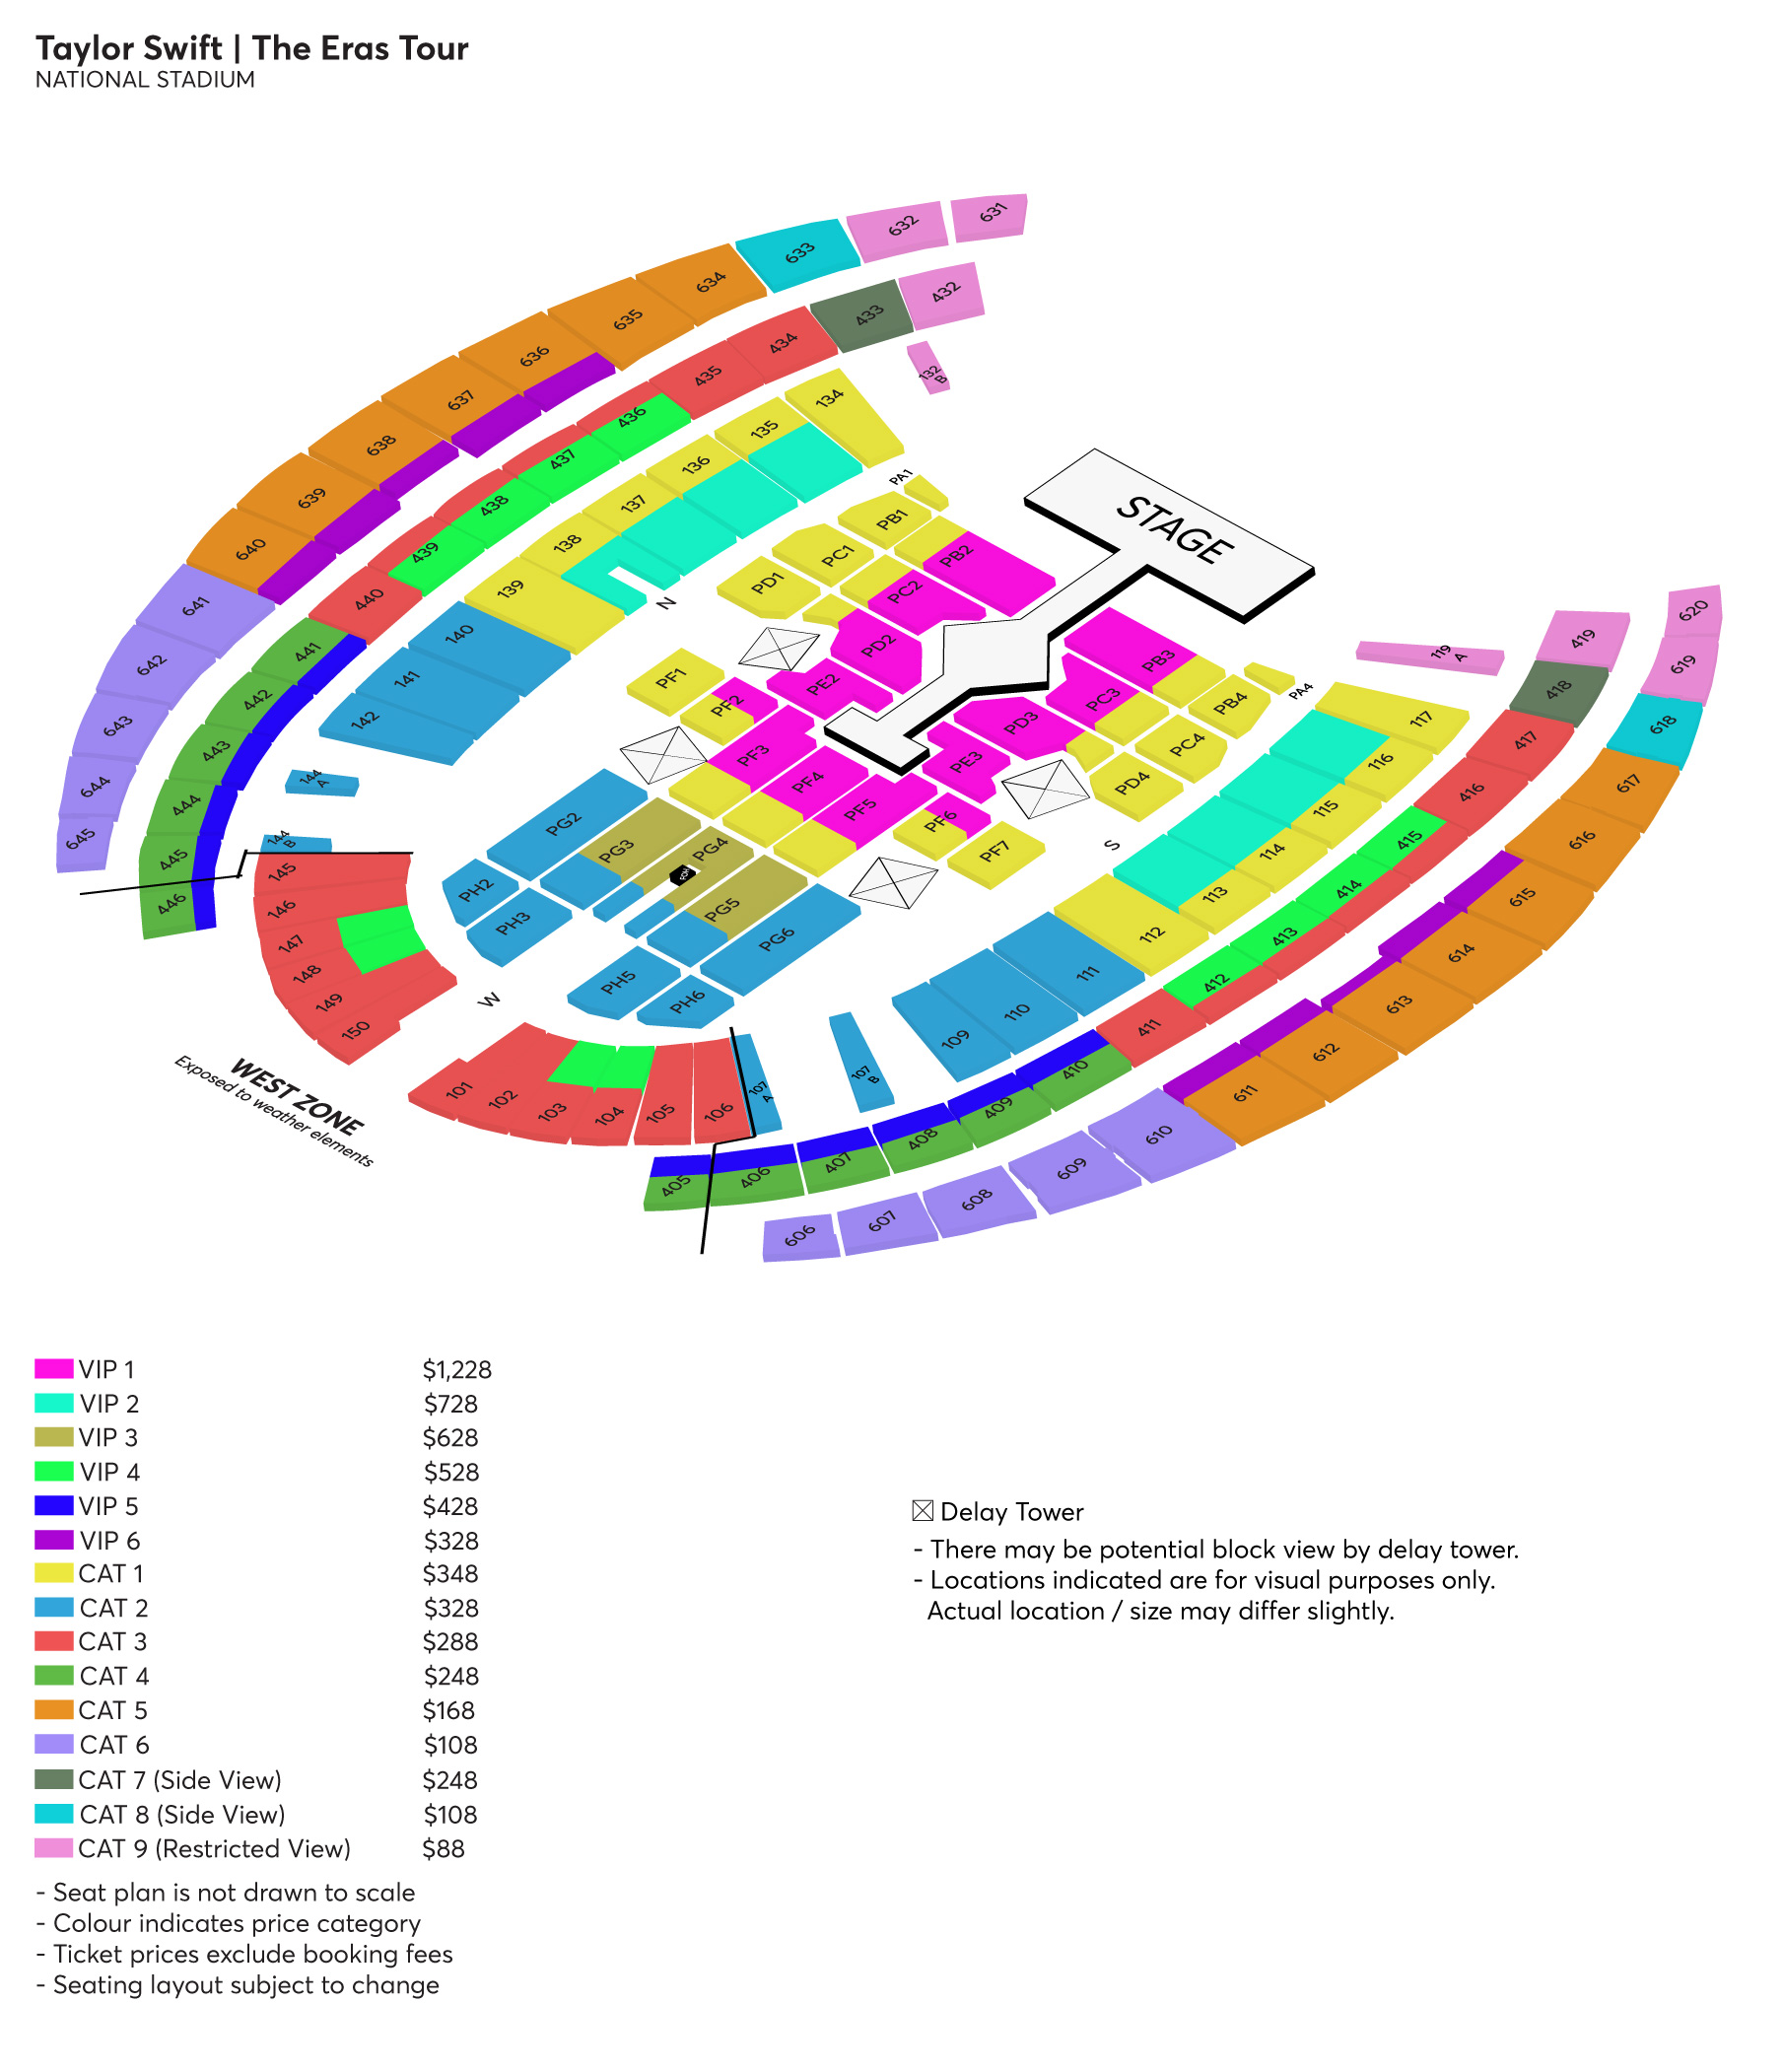 Taylor Swift | The Eras Tour
NATIONAL STADIUM
631
632
633
634
635
636
637
638
639
640
641
642
643
644
645
432
433
434
435
436
437
438
439
440
441
442
443
444
445
446
132 B
134
135
136
137
138
139
140
141
142
144 A
144 B
145
146
147
148
149
150
STAGE
PA1
PB1
PC1
PD1
PB2
PC2
PD2
PE2
N
PF1
PF2
PF3
PF4
PF5
PF6
PF7
PB3
PC3
PD3
PE3
PA4
PB4
PC4
PD4
S
PG2
PG3
PG4
FOH
PG5
PG6
PH2
PH3
PH5
PH6
W
WEST ZONE
Exposed to weather elements
101
102
103
104
105
106
107 A
107 B
109
110
111
112
113
114
115
116
117
119 A
405
406
407
408
409
410
411
412
413
414
415
416
417
418
419
606
607
608
609
610
611
612
613
614
615
616
617
618
619
620
VIP 1 $1,228
VIP 2 $728
VIP 3 $628
VIP 4 $528
VIP 5 $428
VIP 6 $328
CAT 1 $348
CAT 2 $328
CAT 3 $288
CAT 4 $248
CAT 5 $168
CAT 6 $108
CAT 7 (Side View) $248
CAT 8 (Side View) $108
CAT 9 (Restricted View) $88
- Seat plan is not drawn to scale
- Colour indicates price category
- Ticket prices exclude booking fees
- Seating layout subject to change
Delay Tower
- There may be potential block view by delay tower.
- Locations indicated are for visual purposes only.
Actual location / size may differ slightly.